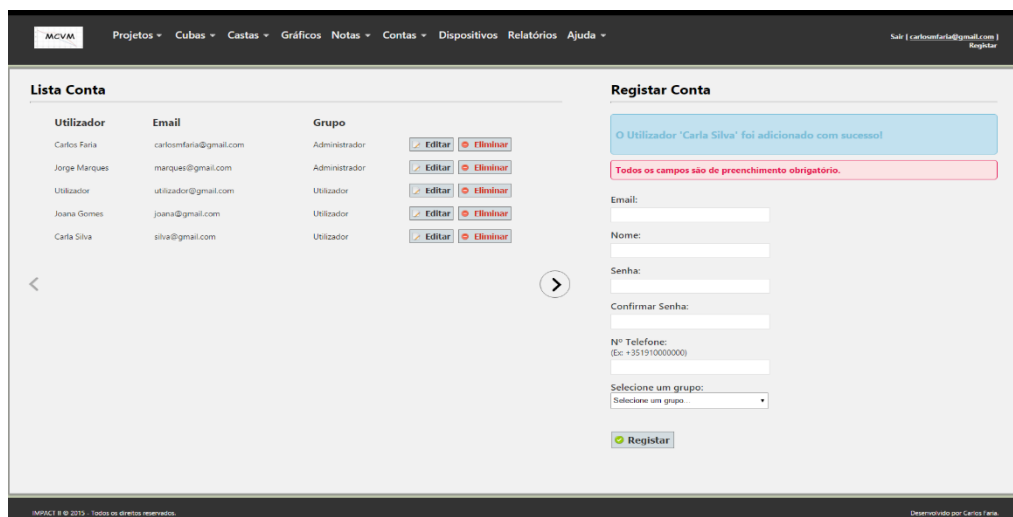 MCVM
Projetos Cubas Castas Gráficos Notas Contas Dispositivos Relatórios Ajuda
Sair [ carlosmfaria@gmail.com ]
Registar
Lista Conta
Utilizador Email Grupo
Carlos Faria carlosmfaria@gmail.com Administrador Editar Eliminar
Jorge Marques marques@gmail.com Administrador Editar Eliminar
Utilizador utilizador@gmail.com Utilizador Editar Eliminar
Joana Gomes joana@gmail.com Utilizador Editar Eliminar
Carla Silva silva@gmail.com Utilizador Editar Eliminar
Registar Conta
O Utilizador 'Carla Silva' foi adicionado com sucesso!
Todos os campos são de preenchimento obrigatório.
Email:
Nome:
Senha:
Confirmar Senha:
Nº Telefone:
(Ex: +351910000000)
Selecione um grupo:
Selecione um grupo...
Registar
IMPACT II © 2015 - Todos os direitos reservados.
Desenvolvido por Carlos Faria.